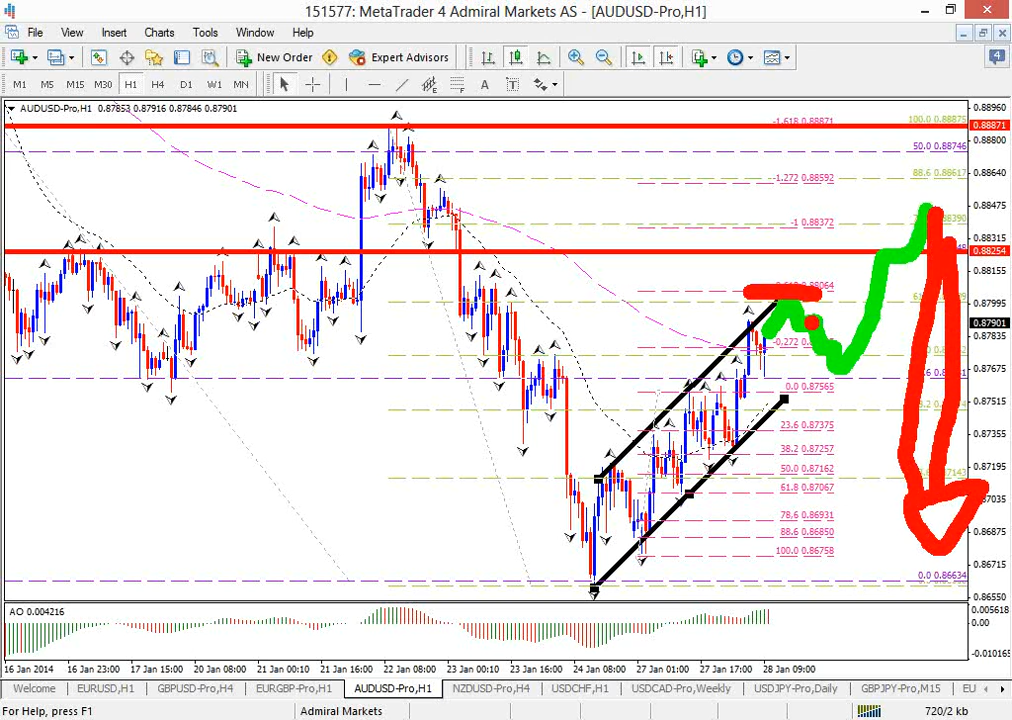 151577: MetaTrader 4 Admiral Markets AS - [AUDUSD-Pro,H1]
File View Insert Charts Tools Window Help
New Order Expert Advisors 4
M1 M5 M15 M30 H1 H4 D1 W1 MN A T
AUDUSD-Pro,H1 0.87853 0.87916 0.87846 0.87901
0.88960
-1.618 0.88871 100.0 0.88875 0.88871
0.88800
50.0 0.88746
88.6 0.88617 0.88640
-1.272 0.88592
0.88475
-1 0.88372
0.88315
0.88254
0.88155
0.87995
0.87901
-0.272
0.87835
0.87675
0.0 0.87565
0.87515
23.6 0.87375
0.87355
38.2 0.87257
0.87195
50.0 0.87162
61.8 0.87067
0.87035
78.6 0.86931
0.86875
88.6 0.86850
100.0 0.86758
0.86715
0.0 0.86634
0.86550
AO 0.004216
0.005618
0.00
16 Jan 2014 16 Jan 23:00 17 Jan 15:00 20 Jan 08:00 21 Jan 00:10 21 Jan 16:00 22 Jan 08:00 23 Jan 00:10 23 Jan 16:00 24 Jan 08:00 27 Jan 01:00 27 Jan 17:00 28 Jan 09:00
Welcome EURUSD,H1 GBPUSD-Pro,H4 EURGBP-Pro,H1 AUDUSD-Pro,H1 NZDUSD-Pro,H4 USDCHF,H1 USDCAD-Pro,Weekly USDJPY-Pro,Daily GBPJPY-Pro,M15 EU
For Help, press F1 Admiral Markets 720/2 kb